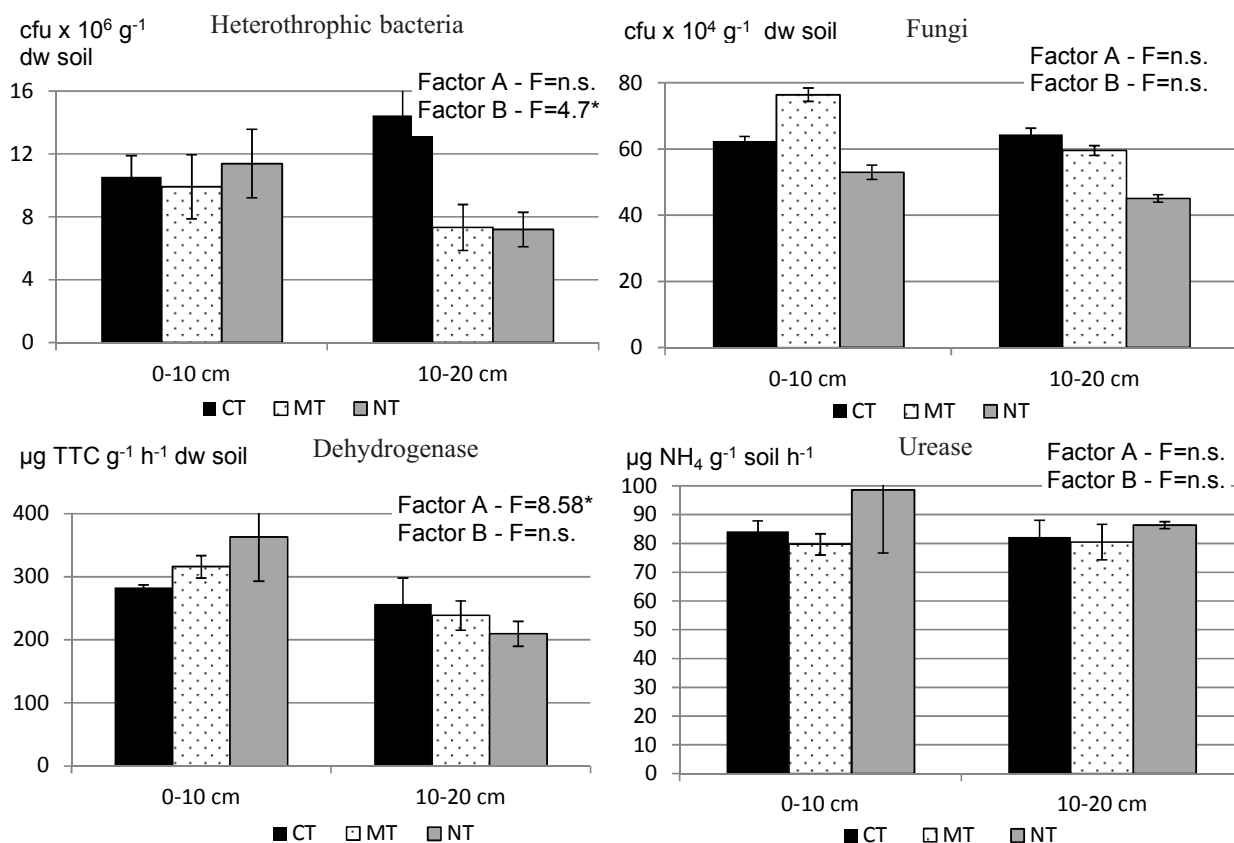 Heterothrophic bacteria
cfu x 10⁶ g⁻¹
dw soil
Factor A - F=n.s.
Factor B - F=4.7*
16
12
8
4
0
0-10 cm 10-20 cm
CT MT NT
Fungi
cfu x 10⁴ g⁻¹ dw soil
Factor A - F=n.s.
Factor B - F=n.s.
80
60
40
20
0
0-10 cm 10-20 cm
CT MT NT
Dehydrogenase
µg TTC g⁻¹ h⁻¹ dw soil
Factor A - F=8.58*
Factor B - F=n.s.
400
300
200
100
0
0-10 cm 10-20 cm
CT MT NT
Urease
µg NH₄ g⁻¹ soil h⁻¹
Factor A - F=n.s.
Factor B - F=n.s.
100
90
80
70
60
50
40
30
20
10
0
0-10 cm 10-20 cm
CT MT NT